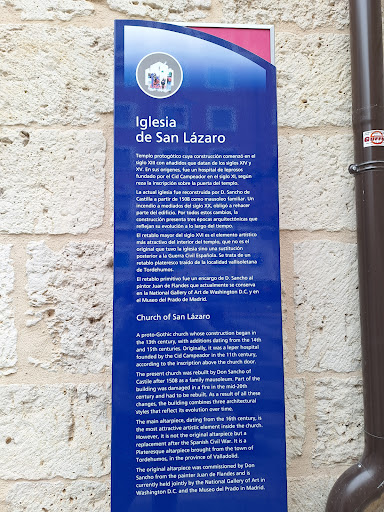 Iglesia
de San Lázaro
Templo protogótico cuya construcción comenzó en el
siglo XIII con añadidos que datan de los siglos XIV y
XV. En sus orígenes, fue un hospital de leprosos
fundado por el Cid Campeador en el siglo XI, según
reza la inscripción sobre la puerta del templo.
La actual iglesia fue reconstruida por D. Sancho de
Castilla a partir de 1508 como mausoleo familiar. Un
incendio a mediados del siglo XX, obligó a rehacer
parte del edificio. Por todos estos cambios, la
construcción presenta tres épocas arquitectónicas que
reflejan su evolución a lo largo del tiempo.
El retablo mayor del siglo XVI es el elemento artístico
más atractivo del interior del templo, que no es el
original que tuvo la iglesia sino una sustitución
posterior a la Guerra Civil Española. Se trata de un
retablo plateresco traído de la localidad vallisoletana
de Tordehumos.
El retablo primitivo fue un encargo de D. Sancho al
pintor Juan de Flandes que actualmente se conserva
en la National Gallery of Art de Washington D.C. y en
el Museo del Prado de Madrid.
Church of San Lázaro
A proto-Gothic church whose construction began in
the 13th century, with additions dating from the 14th
and 15th centuries. Originally, it was a leper hospital
founded by the Cid Campeador in the 11th century,
according to the inscription above the church door.
The present church was rebuilt by Don Sancho of
Castile after 1508 as a family mausoleum. Part of the
building was damaged in a fire in the mid-20th
century and had to be rebuilt. As a result of all these
changes, the building combines three architectural
styles that reflect its evolution over time.
The main altarpiece, dating from the 16th century, is
the most attractive artistic element inside the church.
However, it is not the original altarpiece but a
replacement after the Spanish Civil War. It is a
Plateresque altarpiece brought from the town of
Tordehumos, in the province of Valladolid.
The original altarpiece was commissioned by Don
Sancho from the painter Juan de Flandes and is
currently held jointly by the National Gallery of Art in
Washington D.C. and the Museo del Prado in Madrid.